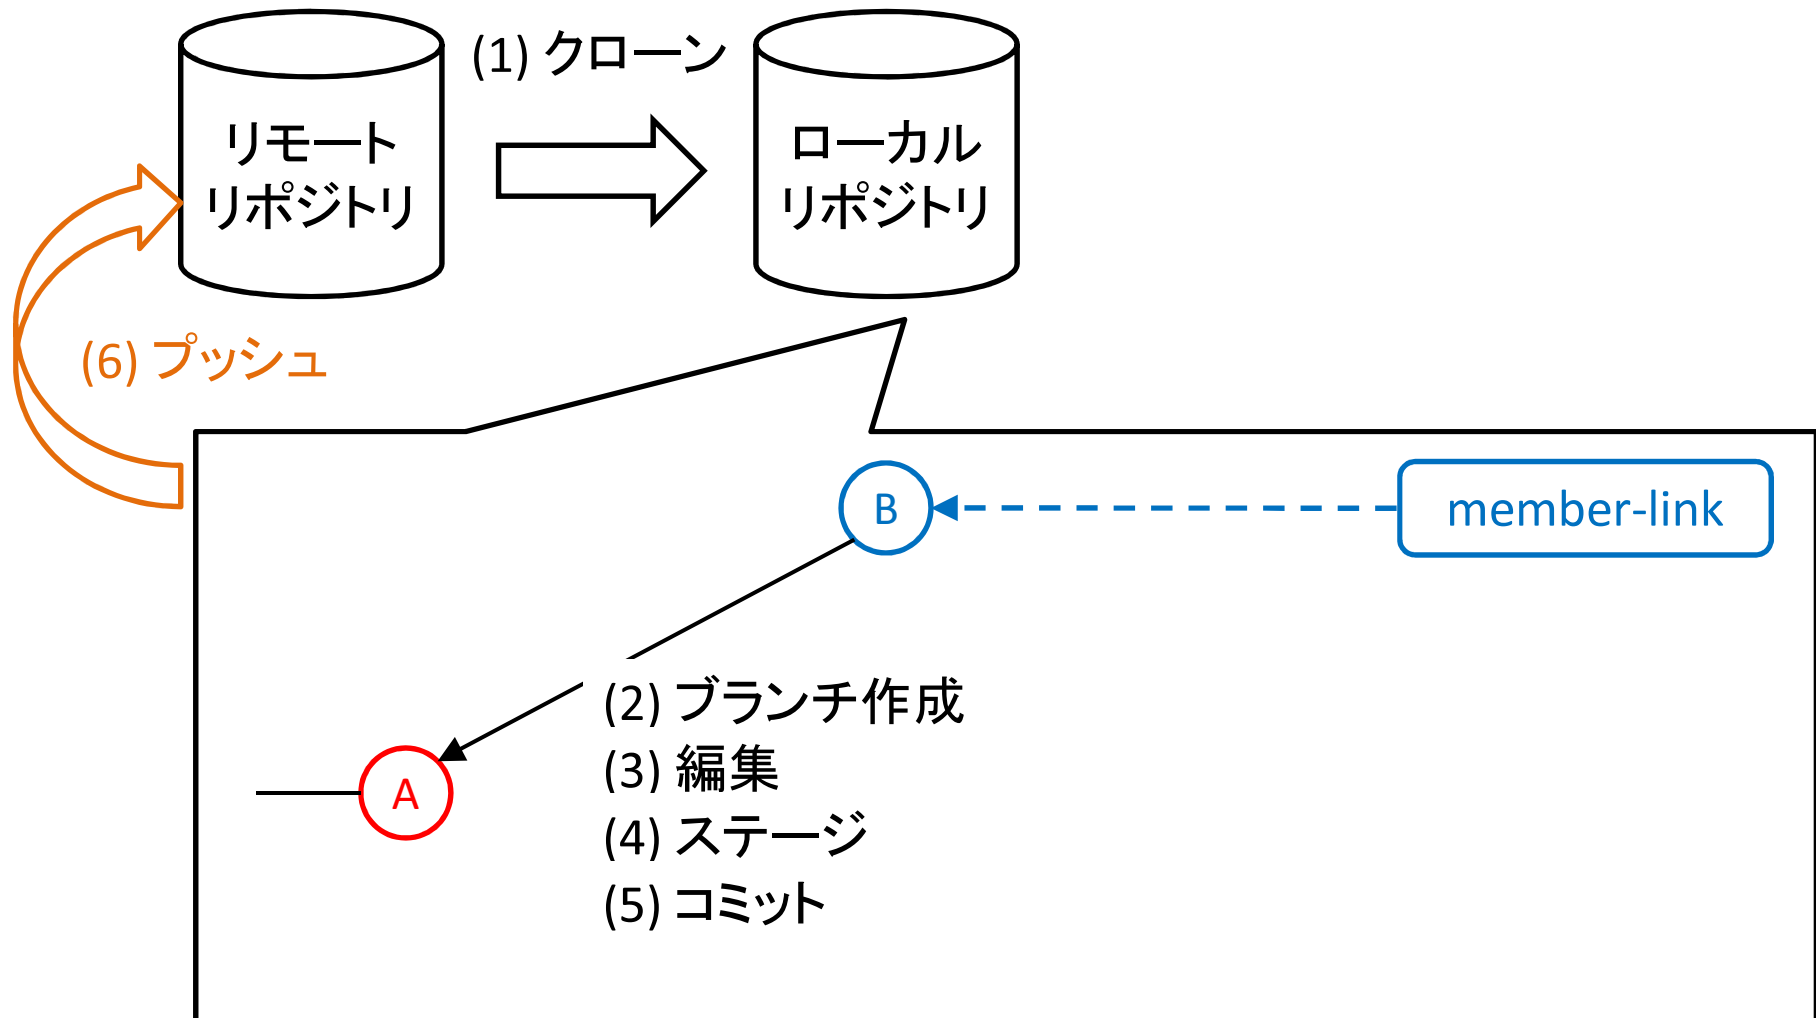 (1) クローン
リモート
リポジトリ
ローカル
リポジトリ
(6) プッシュ
B
member-link
A
(2) ブランチ作成
(3) 編集
(4) ステージ
(5) コミット